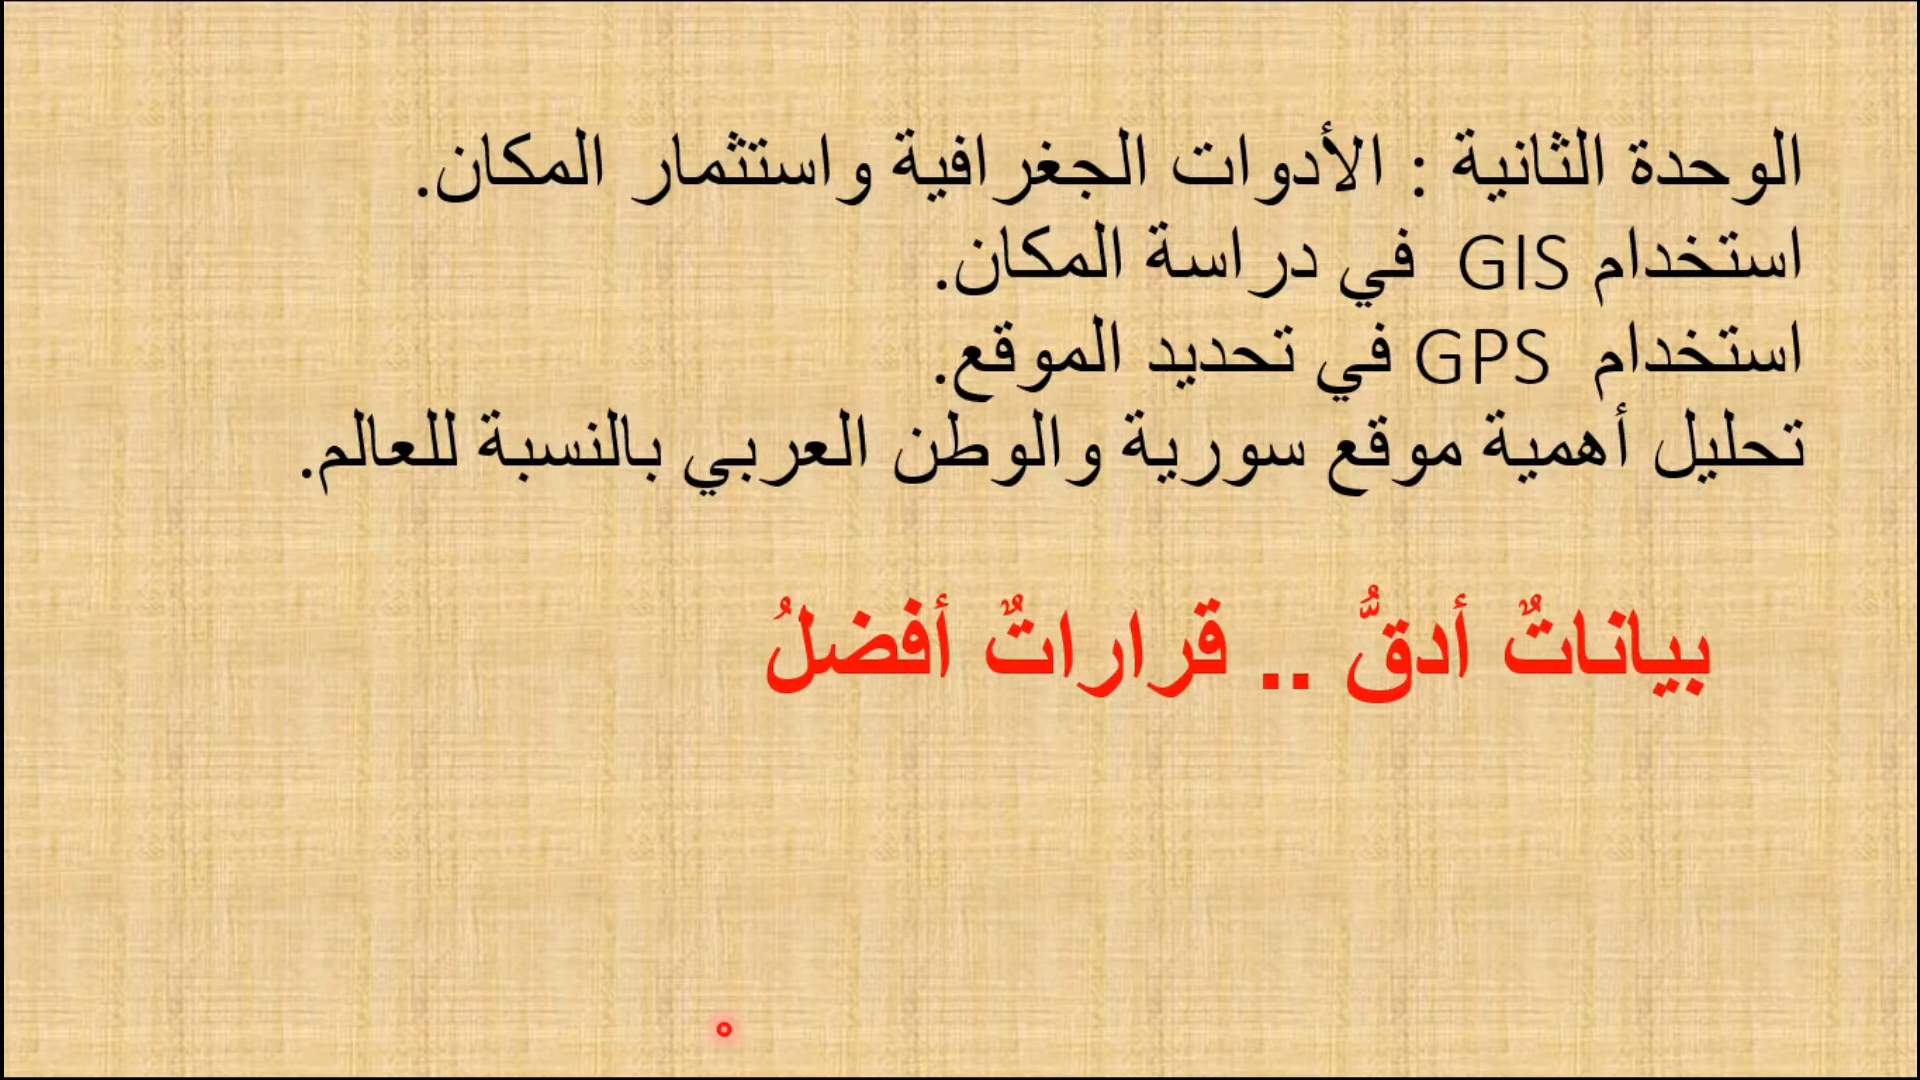 الوحدة الثانية : الأدوات الجغرافية واستثمار المكان.
استخدام GIS في دراسة المكان.
استخدام GPS في تحديد الموقع.
تحليل أهمية موقع سورية والوطن العربي بالنسبة للعالم.
بياناتٌ أدقُّ .. قراراتٌ أفضلُ